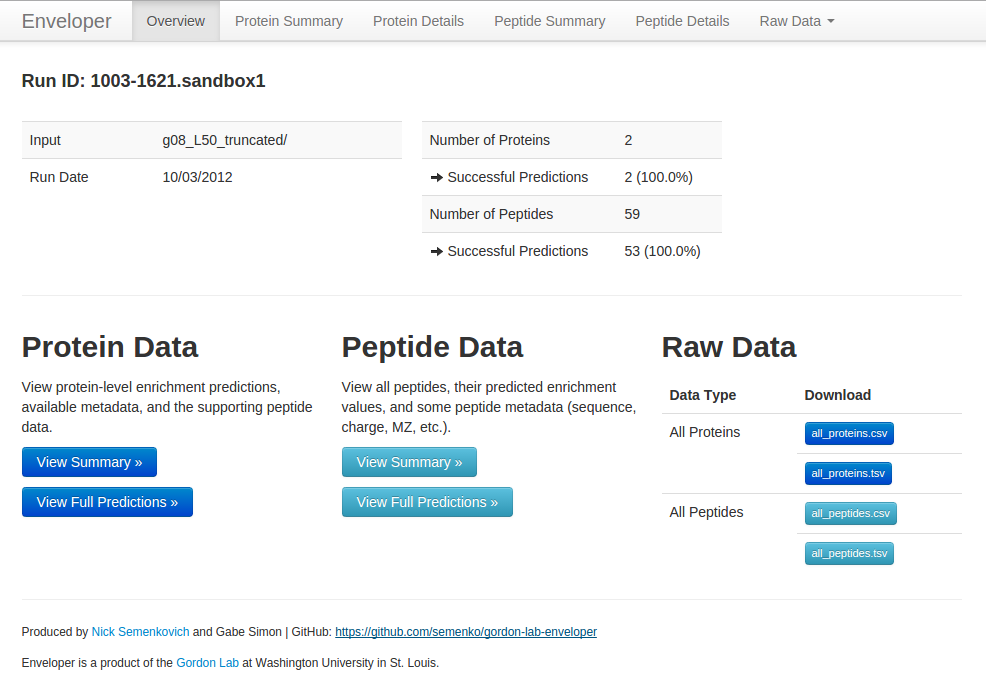 Enveloper Overview Protein Summary Protein Details Peptide Summary Peptide Details Raw Data
Run ID: 1003-1621.sandbox1
Input g08_L50_truncated/
Run Date 10/03/2012
Number of Proteins 2
Successful Predictions 2 (100.0%)
Number of Peptides 59
Successful Predictions 53 (100.0%)
Protein Data
View protein-level enrichment predictions,
available metadata, and the supporting peptide
data.
View Summary »
View Full Predictions »
Peptide Data
View all peptides, their predicted enrichment
values, and some peptide metadata (sequence,
charge, MZ, etc.).
View Summary »
View Full Predictions »
Raw Data
Data Type Download
All Proteins all_proteins.csv
all_proteins.tsv
All Peptides all_peptides.csv
all_peptides.tsv
Produced by Nick Semenkovich and Gabe Simon | GitHub: https://github.com/semenko/gordon-lab-enveloper
Enveloper is a product of the Gordon Lab at Washington University in St. Louis.